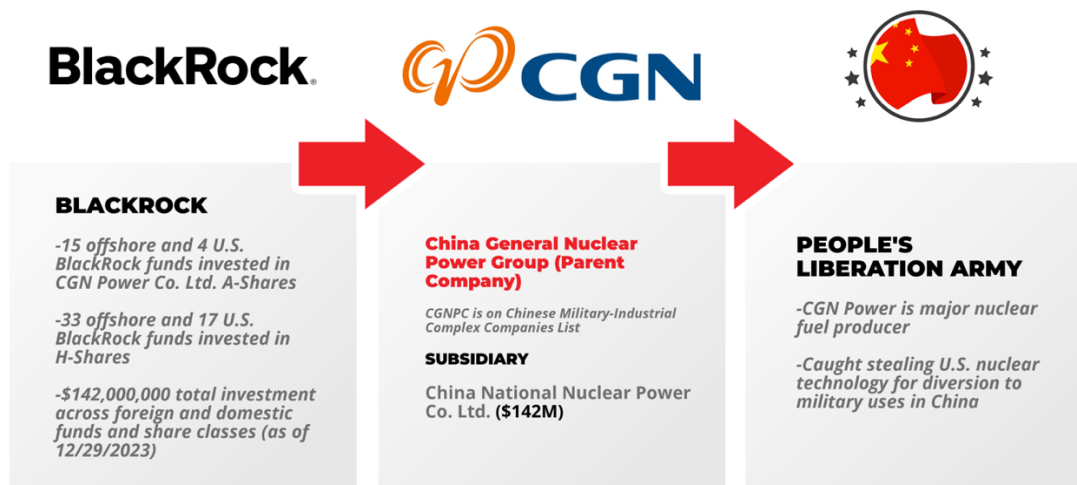 BlackRock®
CGN
BLACKROCK
-15 offshore and 4 U.S.
BlackRock funds invested in
CGN Power Co. Ltd. A-Shares
-33 offshore and 17 U.S.
BlackRock funds invested in
H-Shares
-$142,000,000 total investment
across foreign and domestic
funds and share classes (as of
12/29/2023)
China General Nuclear
Power Group (Parent
Company)
CGNPC is on Chinese Military-Industrial
Complex Companies List
SUBSIDIARY
China National Nuclear Power
Co. Ltd. ($142M)
PEOPLE'S
LIBERATION ARMY
-CGN Power is major nuclear
fuel producer
-Caught stealing U.S. nuclear
technology for diversion to
military uses in China